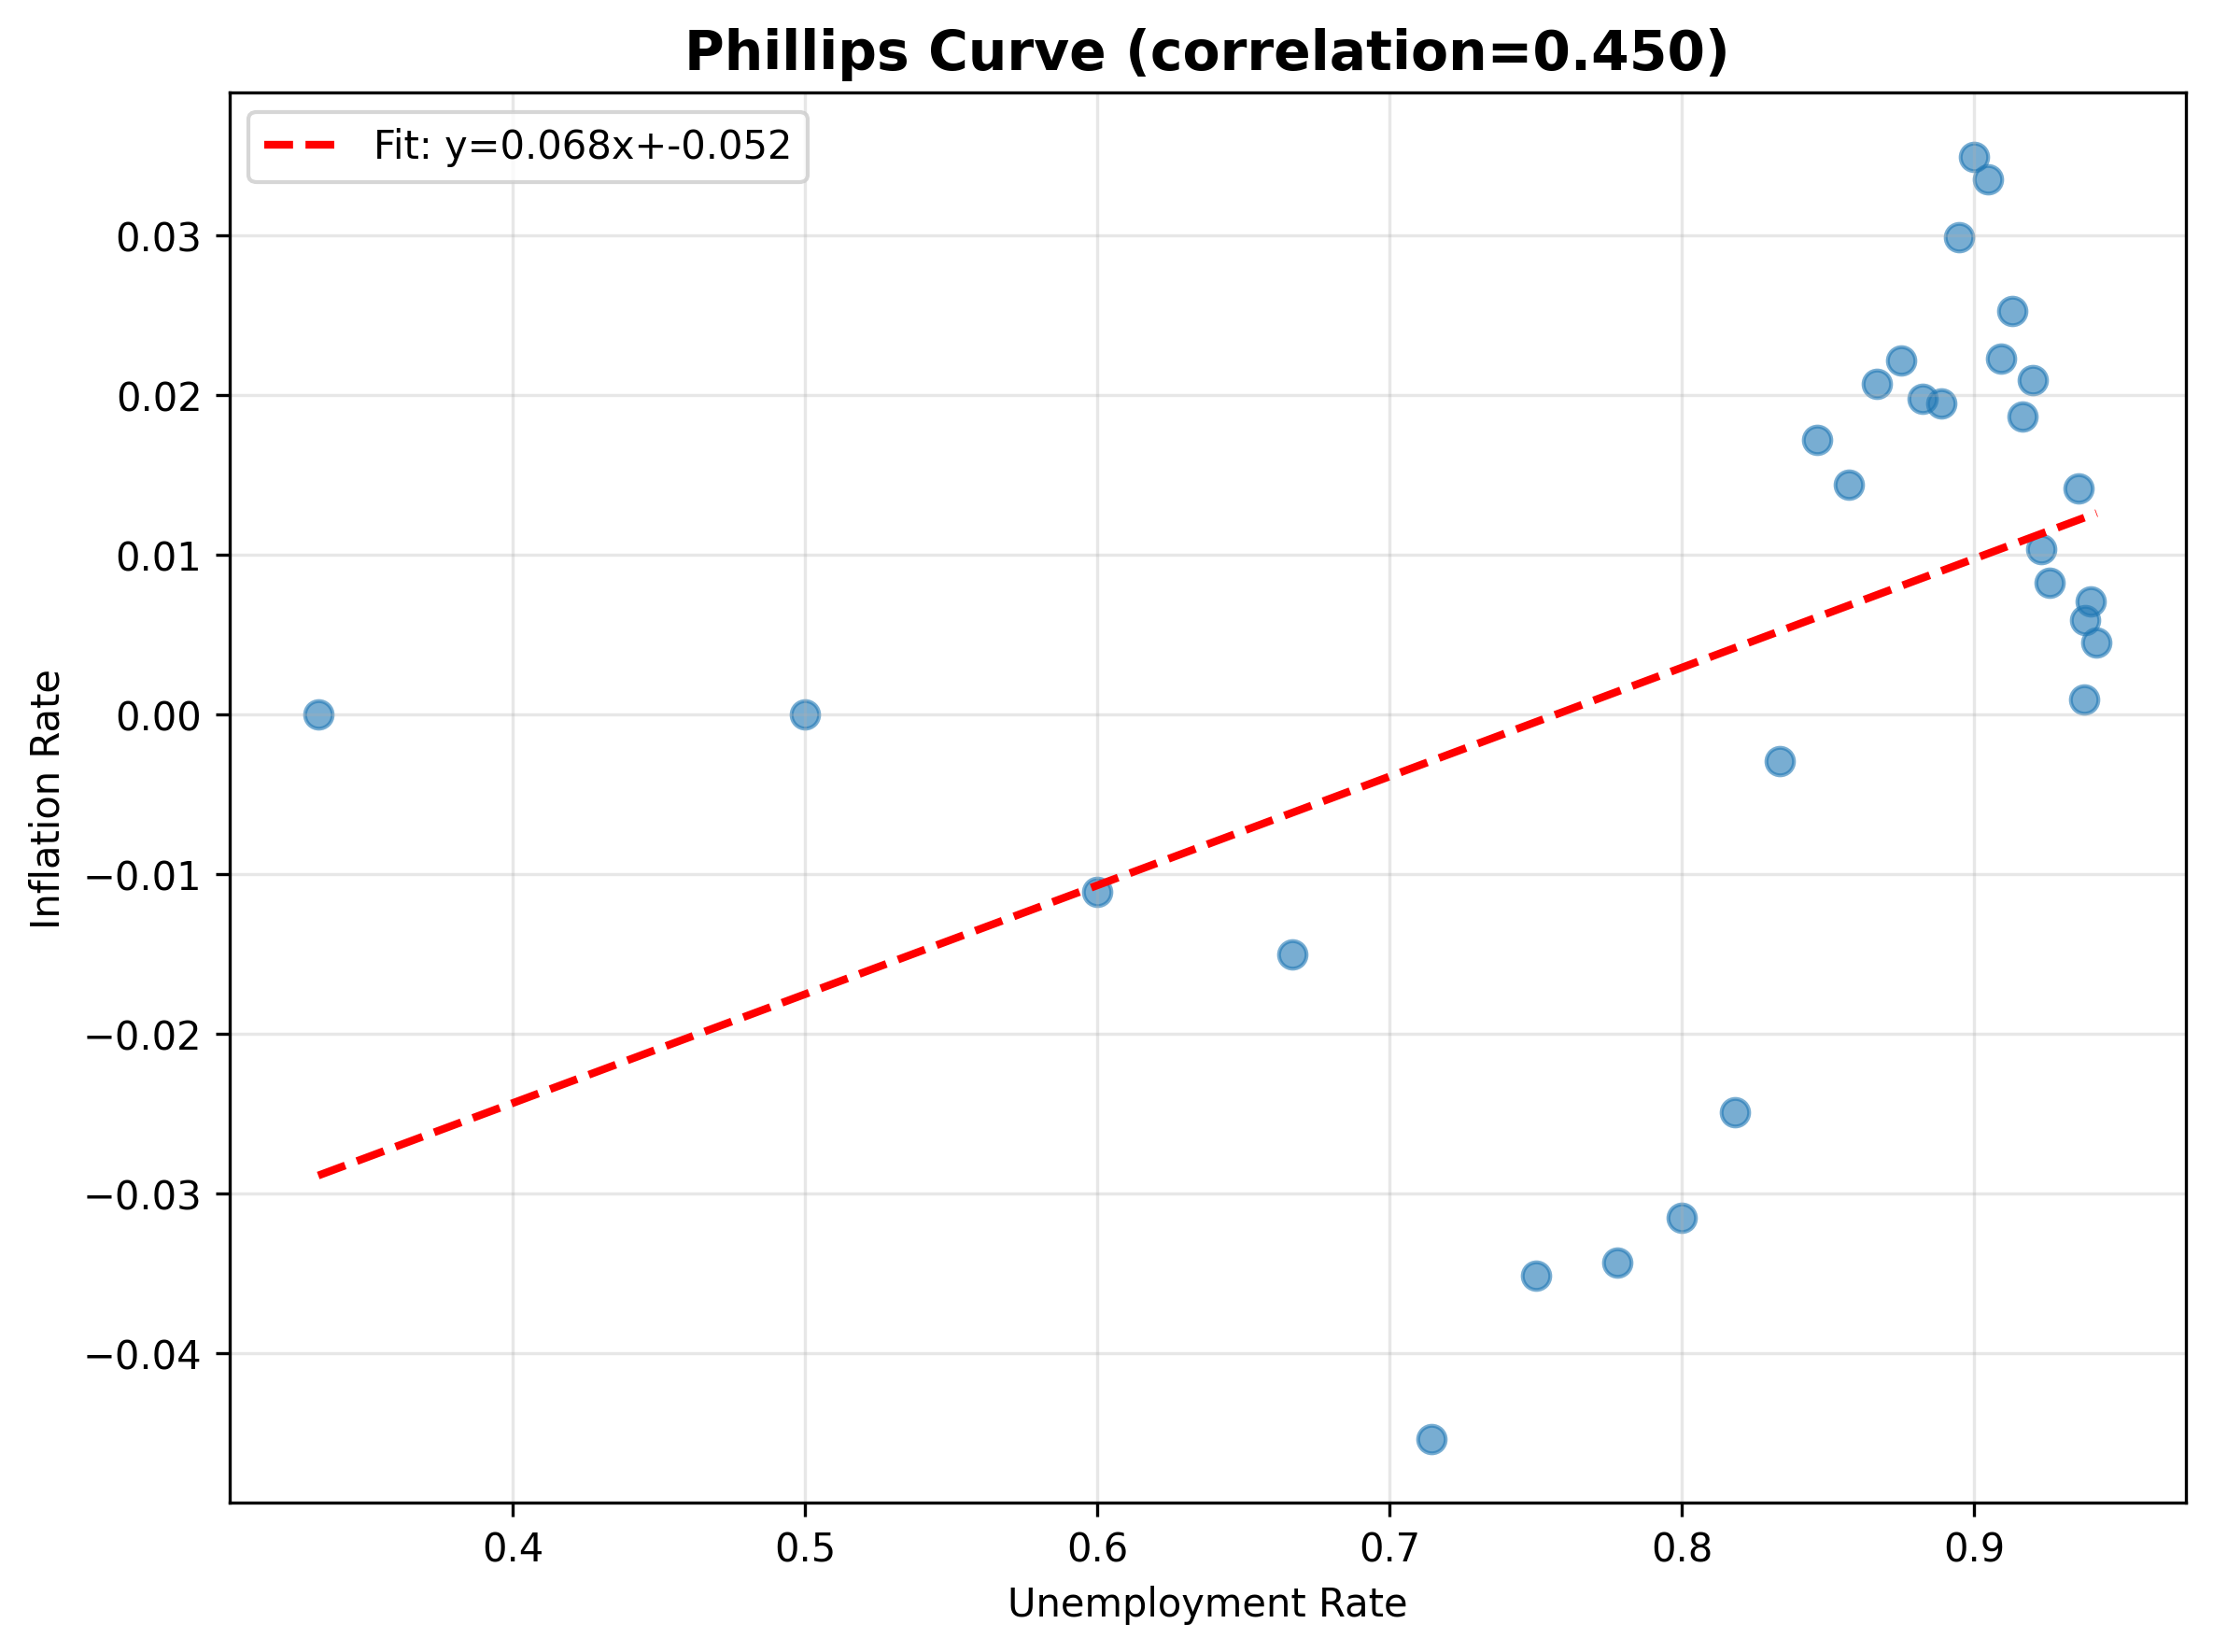 Phillips Curve (correlation=0.450)
Fit: y=0.068x+-0.052
Inflation Rate
0.03
0.02
0.01
0.00
−0.01
−0.02
−0.03
−0.04
0.4 0.5 0.6 0.7 0.8 0.9
Unemployment Rate